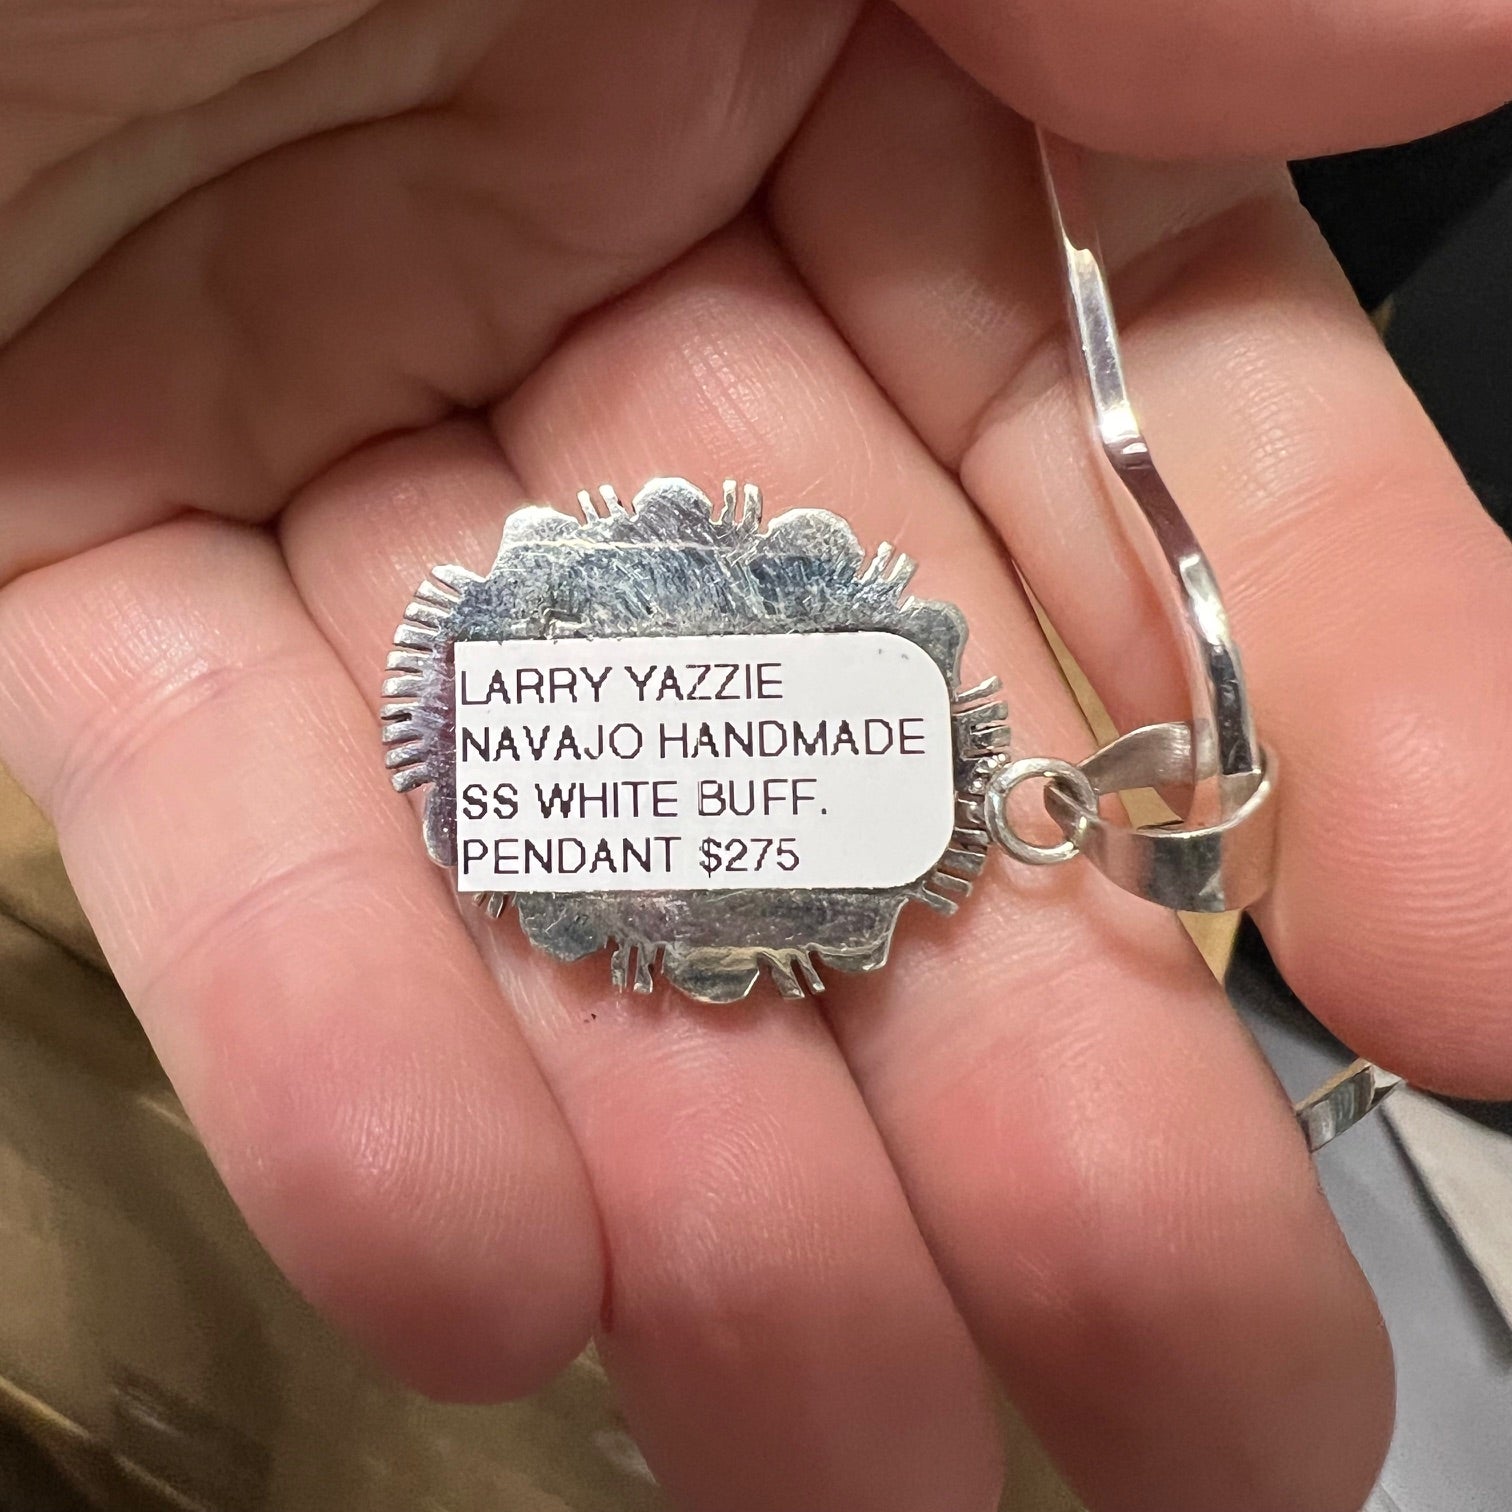 LARRY YAZZIE
NAVAJO HANDMADE
SS WHITE BUFF.
PENDANT $275